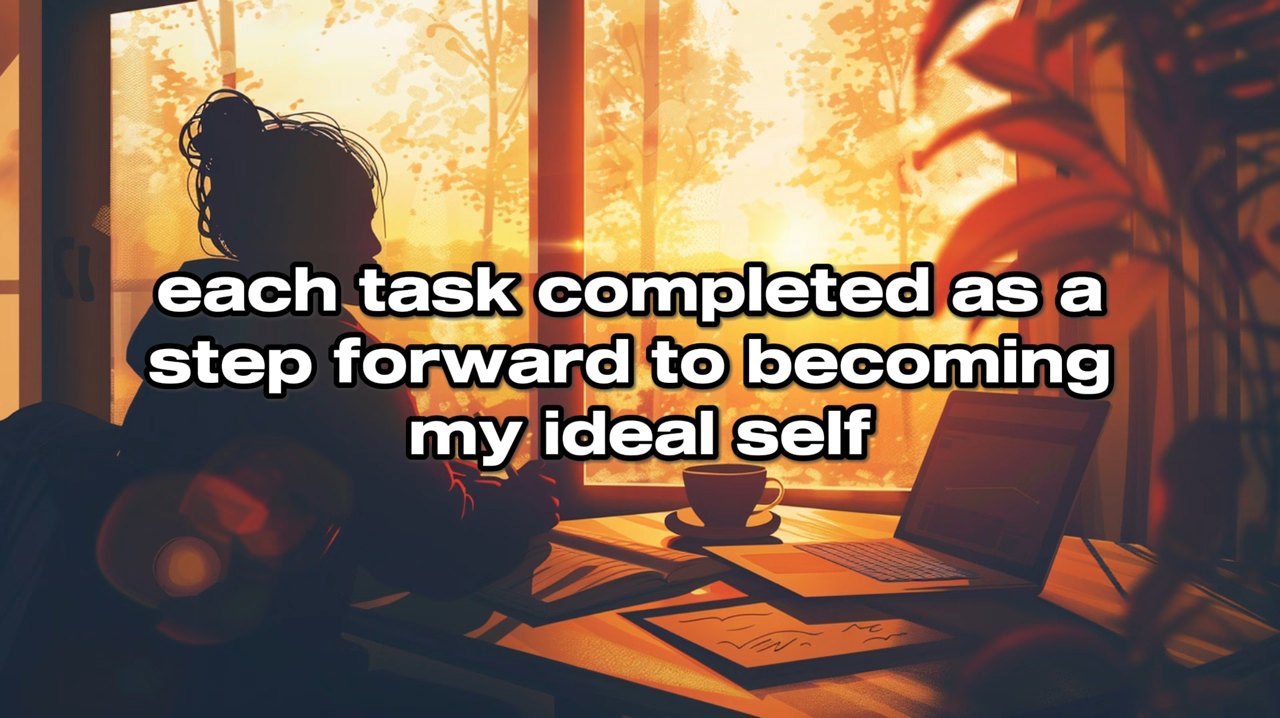 each task completed as a
step forward to becoming
my ideal self